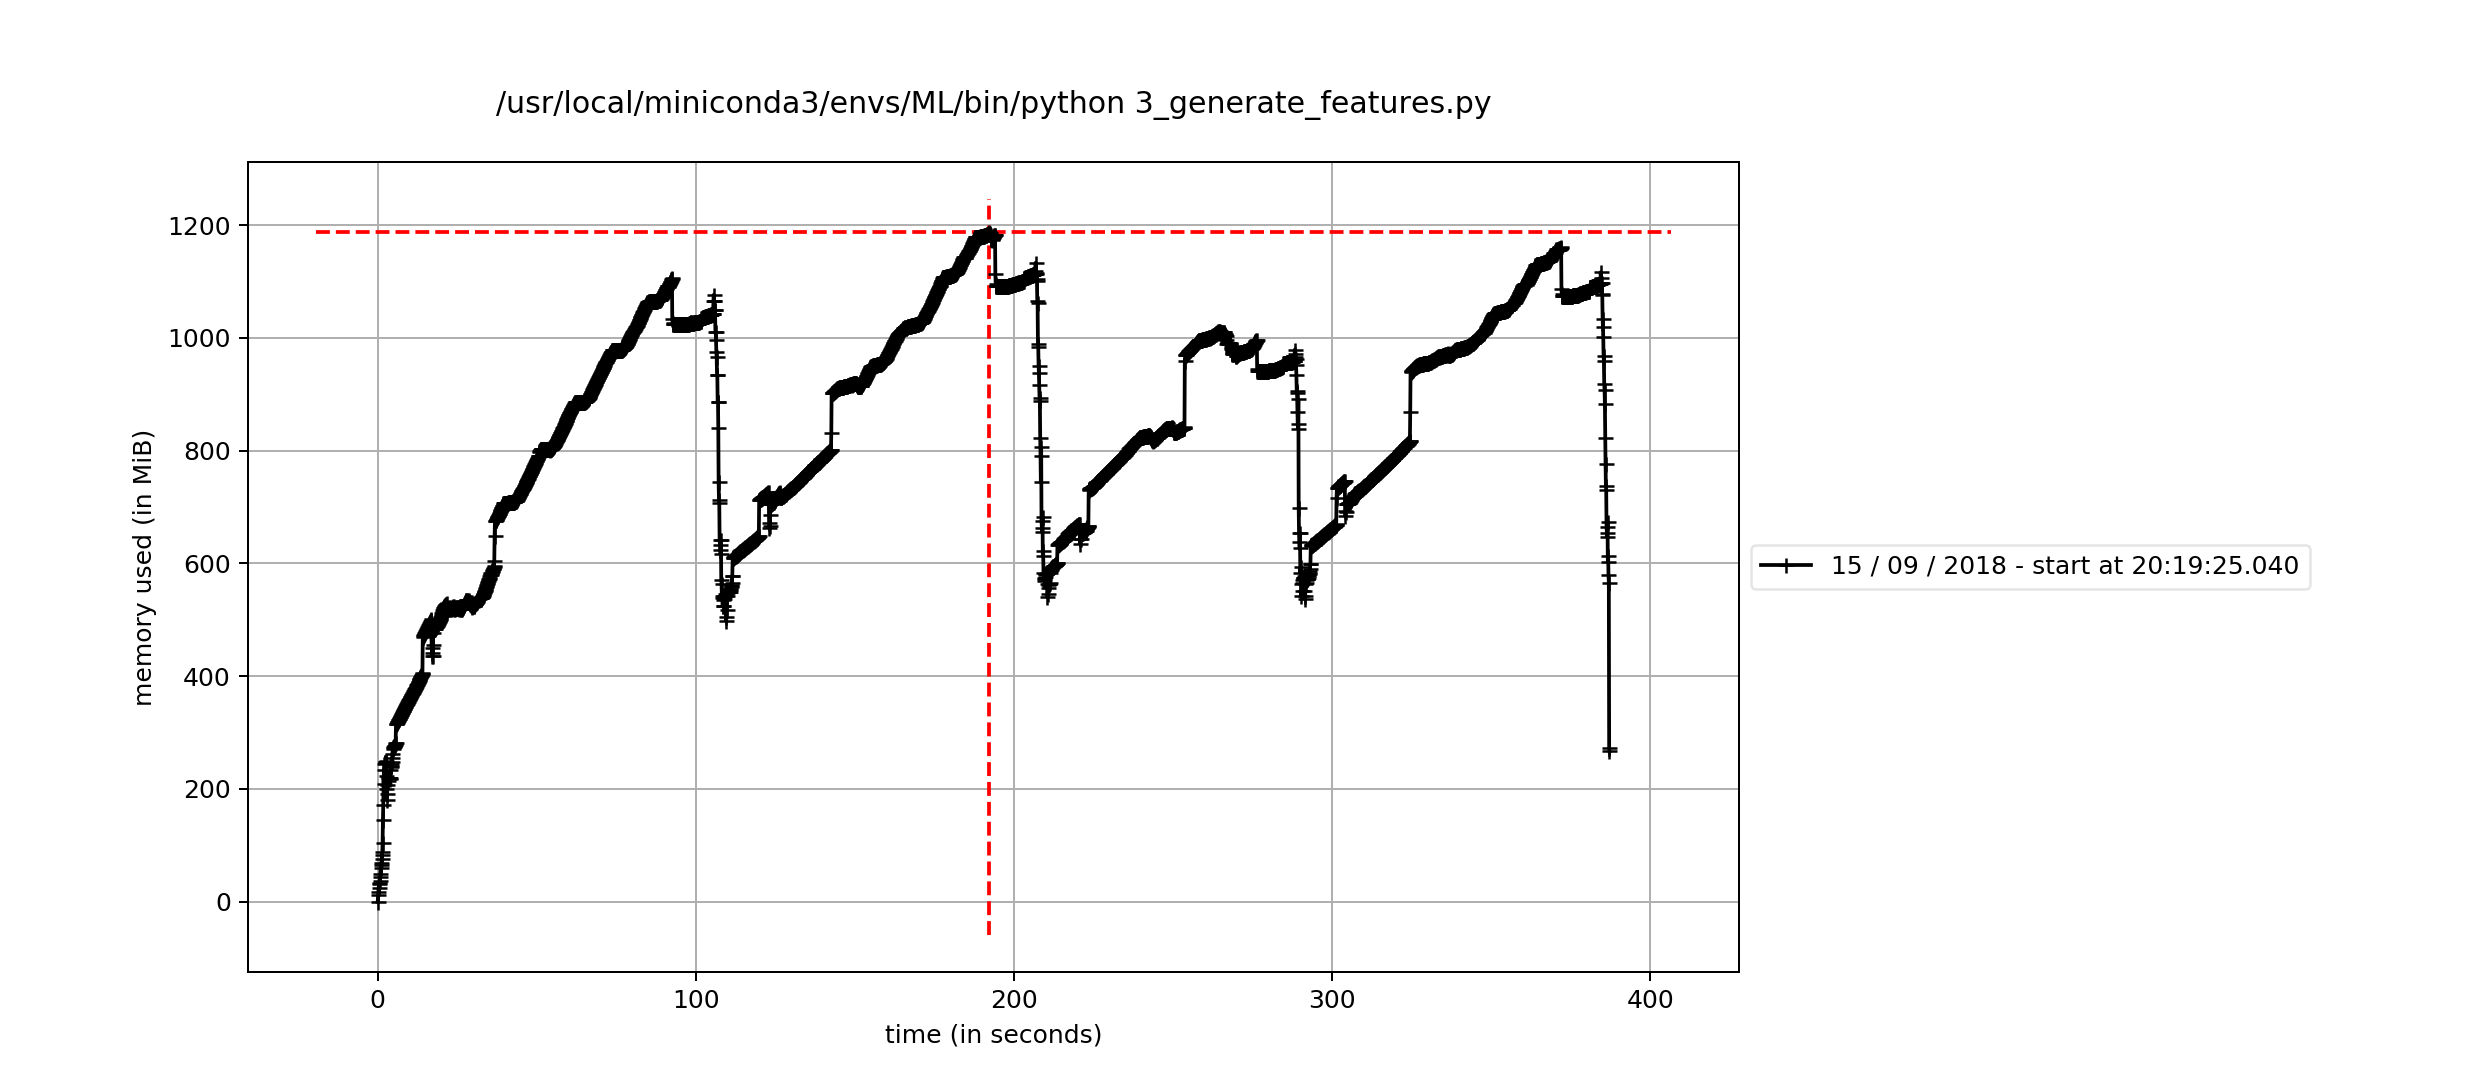 /usr/local/miniconda3/envs/ML/bin/python 3_generate_features.py
1200
1000
800
600
400
200
0
memory used (in MiB)
0 100 200 300 400
time (in seconds)
15 / 09 / 2018 - start at 20:19:25.040